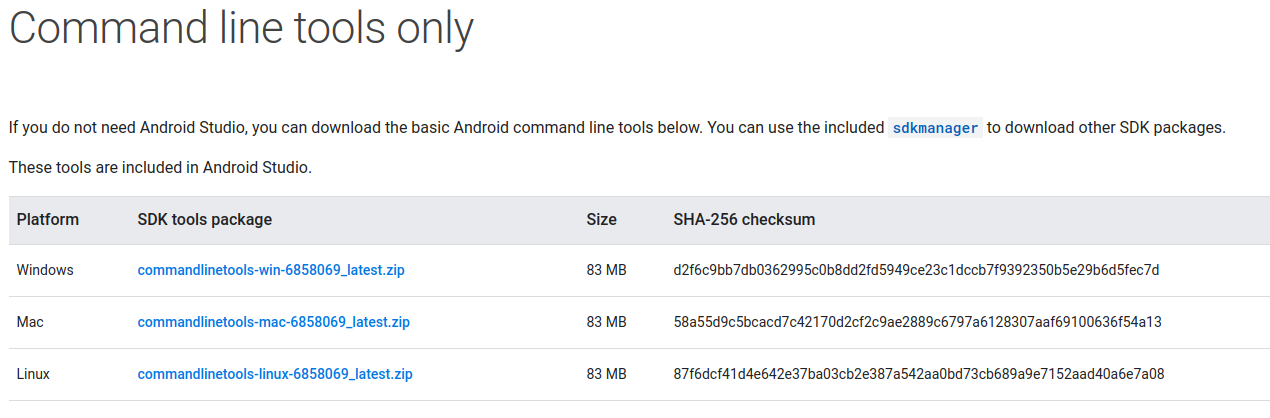 Command line tools only
If you do not need Android Studio, you can download the basic Android command line tools below. You can use the included sdkmanager to download other SDK packages.
These tools are included in Android Studio.
Platform SDK tools package Size SHA-256 checksum
Windows commandlinetools-win-6858069_latest.zip 83 MB d2f6c9bb7db0362995c0b8dd2fd5949ce23c1dccb7f9392350b5e29b6d5fec7d
Mac commandlinetools-mac-6858069_latest.zip 83 MB 58a55d9c5bcacd7c42170d2cf2c9ae2889c6797a6128307aaf69100636f54a13
Linux commandlinetools-linux-6858069_latest.zip 83 MB 87f6dcf41d4e642e37ba03cb2e387a542aa0bd73cb689a9e7152aad40a6e7a08